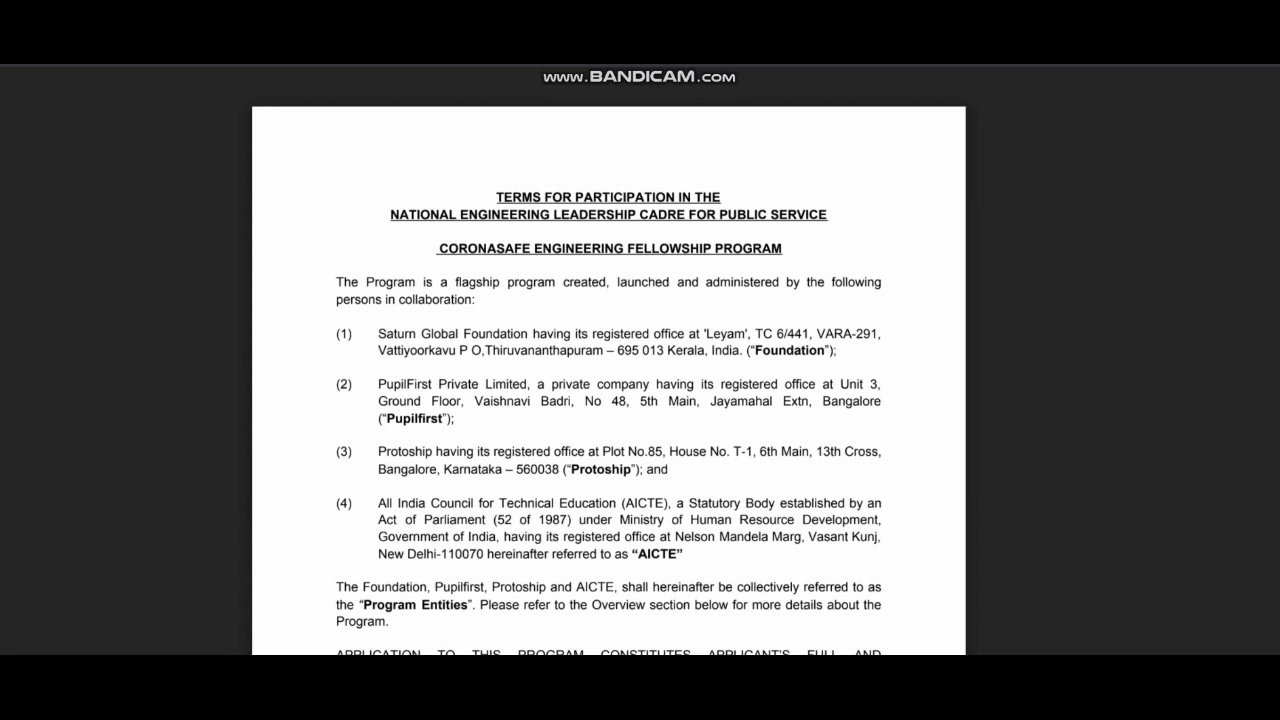 www.BANDICAM.com
TERMS FOR PARTICIPATION IN THE
NATIONAL ENGINEERING LEADERSHIP CADRE FOR PUBLIC SERVICE
CORONASAFE ENGINEERING FELLOWSHIP PROGRAM
The Program is a flagship program created, launched and administered by the following
persons in collaboration:
(1) Saturn Global Foundation having its registered office at 'Leyam', TC 6/441, VARA-291,
Vattiyoorkavu P O,Thiruvananthapuram – 695 013 Kerala, India. (“Foundation”);
(2) PupilFirst Private Limited, a private company having its registered office at Unit 3,
Ground Floor, Vaishnavi Badri, No 48, 5th Main, Jayamahal Extn, Bangalore
(“Pupilfirst”);
(3) Protoship having its registered office at Plot No.85, House No. T-1, 6th Main, 13th Cross,
Bangalore, Karnataka – 560038 (“Protoship”); and
(4) All India Council for Technical Education (AICTE), a Statutory Body established by an
Act of Parliament (52 of 1987) under Ministry of Human Resource Development,
Government of India, having its registered office at Nelson Mandela Marg, Vasant Kunj,
New Delhi-110070 hereinafter referred to as “AICTE”
The Foundation, Pupilfirst, Protoship and AICTE, shall hereinafter be collectively referred to as
the “Program Entities”. Please refer to the Overview section below for more details about the
Program.
APPLICATION TO THIS PROGRAM CONSTITUTES APPLICANT'S FULL AND